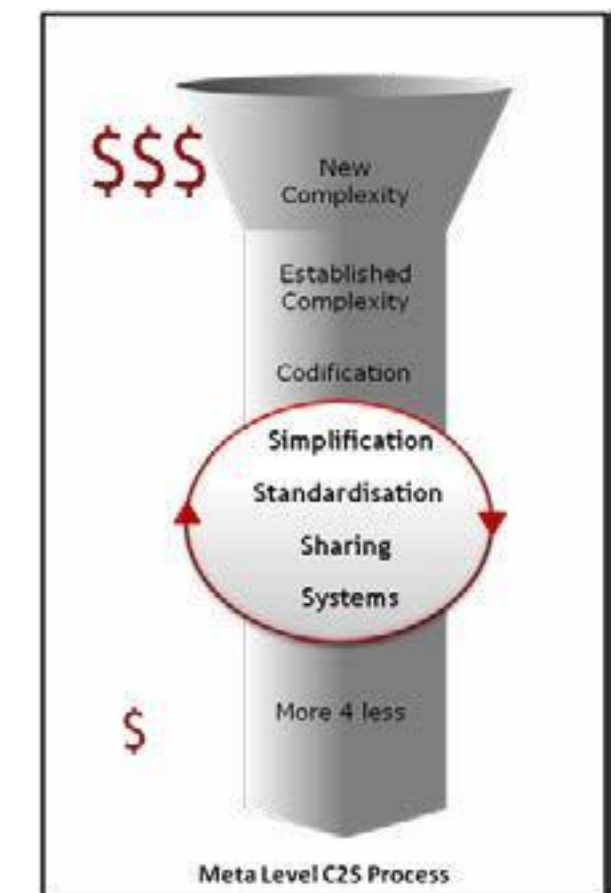 $$$
New
Complexity
Established
Complexity
Codification
Simplification
Standardisation
Sharing
Systems
$
More 4 less
Meta Level C2S Process